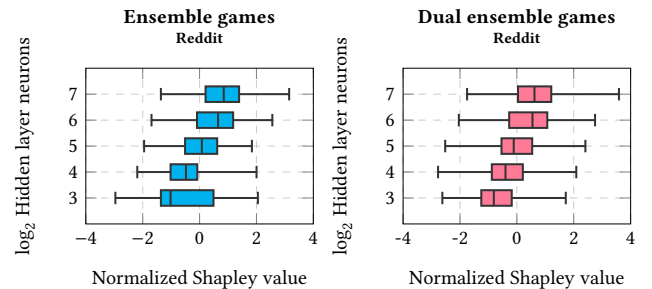 Ensemble games
Reddit
log2 Hidden layer neurons
7
6
5
4
3
−4 −2 0 2 4
Normalized Shapley value
Dual ensemble games
Reddit
log2 Hidden layer neurons
7
6
5
4
3
-4 -2 0 2 4
Normalized Shapley value